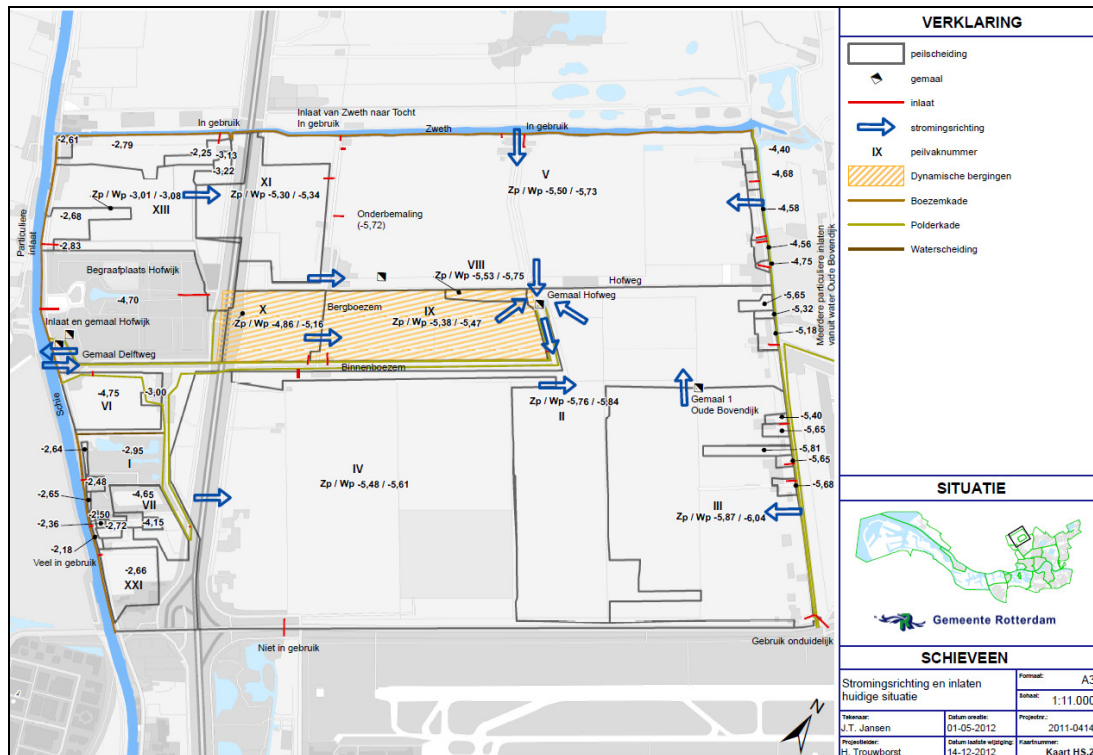 In gebruik
Inlaat van Zweth naar Tocht
In gebruik
Zweth
In gebruik
-2,61
-2,79
-2,25
-3,13
-3,22
XI
Zp / Wp -5,30 / -5,34
V
Zp / Wp -5,50 / -5,73
-4,40
-4,68
-4,58
-4,56
-4,75
Zp / Wp -3,01 / -3,08
XIII
-2,68
-2,83
Particuliere
inlaat
Onderbemaling
(-5,72)
Meerdere particuliere inlaten
vanuit water Oude Bovendijk
Begraafplaats Hofwijk
-4,70
VIII
Zp / Wp -5,53 / -5,75
Hofweg
Gemaal Hofweg
X
Zp / Wp -4,86 / -5,16
Bergboezem
IX
Zp / Wp -5,38 / -5,47
-5,65
-5,32
-5,18
Inlaat en gemaal Hofwijk
Gemaal Delftweg
Binnenboezem
Schie
-4,75
VI
-3,00
Zp / Wp -5,76 / -5,84
II
Gemaal 1
Oude Bovendijk
-5,40
-5,65
-5,81
-5,65
-5,68
-2,64
-2,95
I
-2,48
-2,65
-4,65
VII
-2,50
-2,36
-2,72
-4,15
-2,18
Veel in gebruik
-2,66
XXI
IV
Zp / Wp -5,48 / -5,61
III
Zp / Wp -5,87 / -6,04
Niet in gebruik
Gebruik onduidelijk
N
VERKLARING
peilscheiding
gemaal
inlaat
stromingsrichting
IX
peilvaknummer
Dynamische bergingen
Boezemkade
Polderkade
Waterscheiding
SITUATIE
Gemeente Rotterdam
SCHIEVEEN
Stromingsrichting en inlaten
huidige situatie
Formaat:
A3
Schaal:
1:11.000
Tekenaar:
J.T. Jansen
Datum creatie:
01-05-2012
Projectnr.:
2011-0414
Projectleider:
H. Trouwborst
Datum laatste wijziging:
14-12-2012
Kaartnummer:
Kaart HS.2